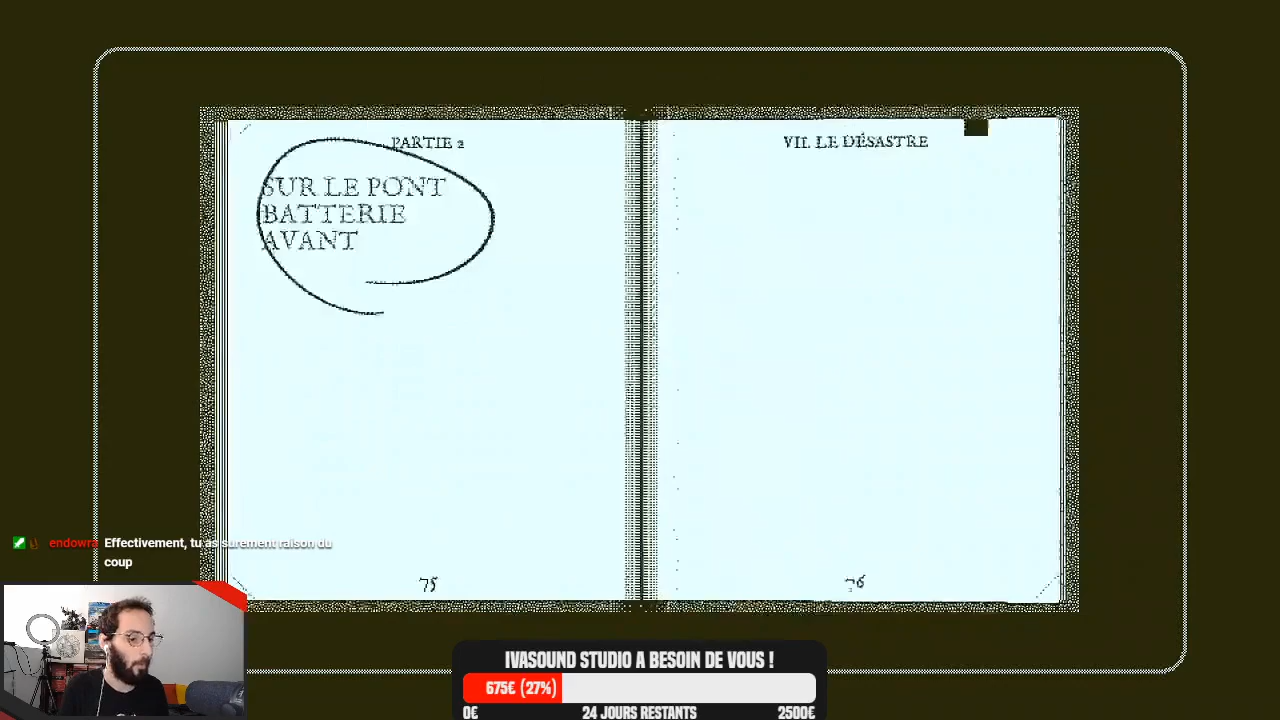 PARTIE 2
SUR LE PONT
BATTERIE
AVANT
75
VII. LE DÉSASTRE
76
endowra Effectivement, tu as surement raison du
coup
IVASOUND STUDIO A BESOIN DE VOUS !
675€ (27%)
0€ 24 JOURS RESTANTS 2500€